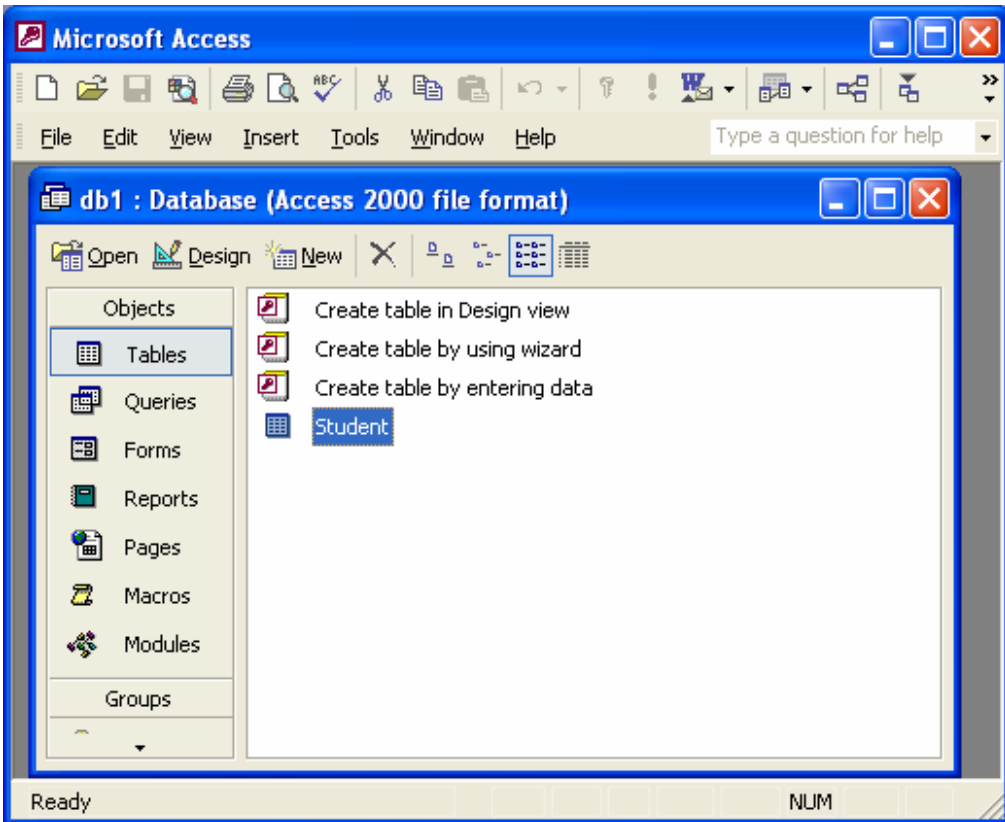 Microsoft Access
ABC
W
»
File Edit View Insert Tools Window Help Type a question for help
db1 : Database (Access 2000 file format)
Open Design New
Objects
Tables
Queries
Forms
Reports
Pages
Macros
Modules
Groups
Create table in Design view
Create table by using wizard
Create table by entering data
Student
Ready NUM